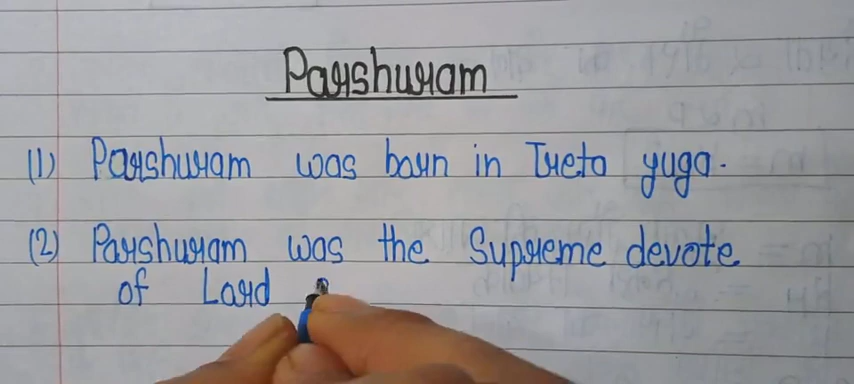 Parshuram
(1) Parshuram was born in Treta yuga.
(2) Parshuram was the Supreme devote
of Lord